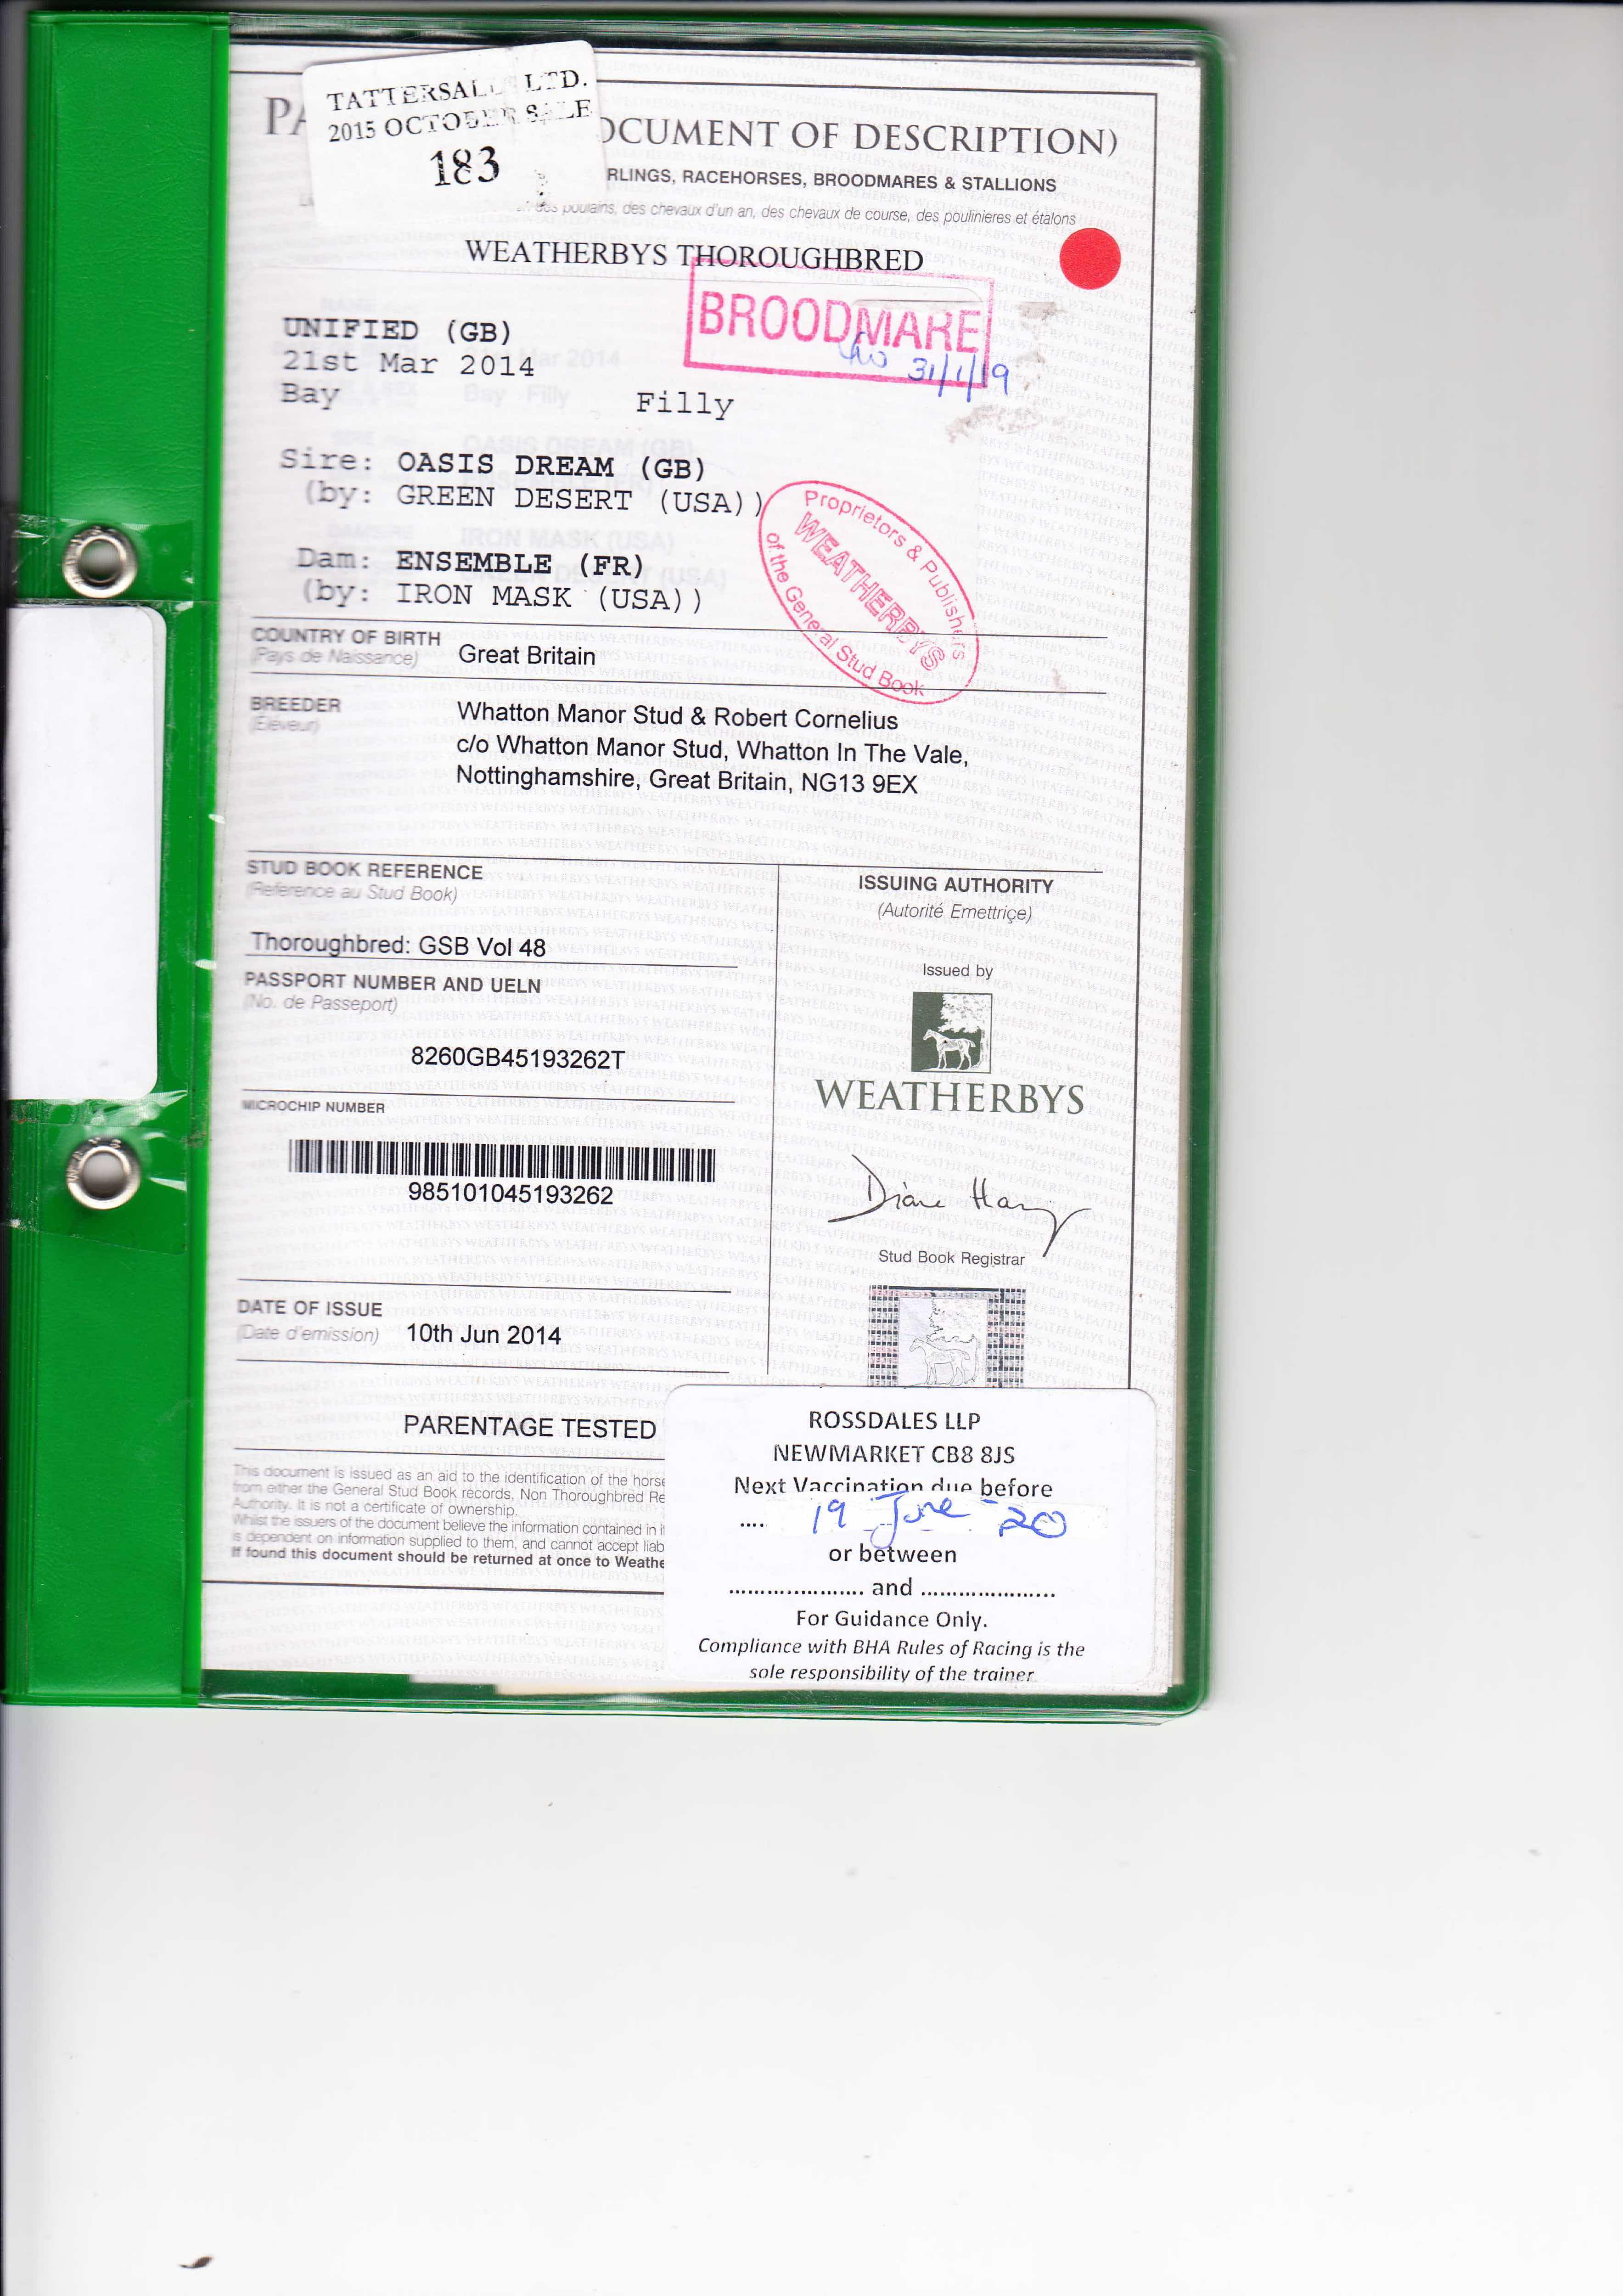 TATTERSALLS LTD.
2015 OCTOBER SALE
183
PA
OCUMENT OF DESCRIPTION)
RLINGS, RACEHORSES, BROODMARES & STALLIONS
des poulains, des chevaux d'un an, des chevaux de course, des poulinieres et étalons
WEATHERBYS THOROUGHBRED
BROODMARE
31/1/19
UNIFIED (GB)
21st Mar 2014
Bay Filly
Sire: OASIS DREAM (GB)
(by: GREEN DESERT (USA))
Proprietors & Publishers
WEATHERBYS
of the General Stud Book
Dam: ENSEMBLE (FR)
(by: IRON MASK (USA))
COUNTRY OF BIRTH
(Pays de Naissance)
Great Britain
BREEDER
(Éleveur)
Whatton Manor Stud & Robert Cornelius
c/o Whatton Manor Stud, Whatton In The Vale,
Nottinghamshire, Great Britain, NG13 9EX
STUD BOOK REFERENCE
(Reference au Stud Book)
Thoroughbred: GSB Vol 48
PASSPORT NUMBER AND UELN
(No. de Passeport)
8260GB45193262T
MICROCHIP NUMBER
985101045193262
DATE OF ISSUE
(Date d'emission) 10th Jun 2014
PARENTAGE TESTED
ISSUING AUTHORITY
(Autorité Emettriçe)
Issued by
WEATHERBYS
Stud Book Registrar
This document is issued as an aid to the identification of the horse
from either the General Stud Book records, Non Thoroughbred Re
Authority. It is not a certificate of ownership.
Whilst the issuers of the document believe the information contained in it
is dependent on information supplied to them, and cannot accept liab
If found this document should be returned at once to Weathe
ROSSDALES LLP
NEWMARKET CB8 8JS
Next Vaccination due before
.... 19 June - 20
or between
...................... and ......................
For Guidance Only.
Compliance with BHA Rules of Racing is the
sole responsibility of the trainer